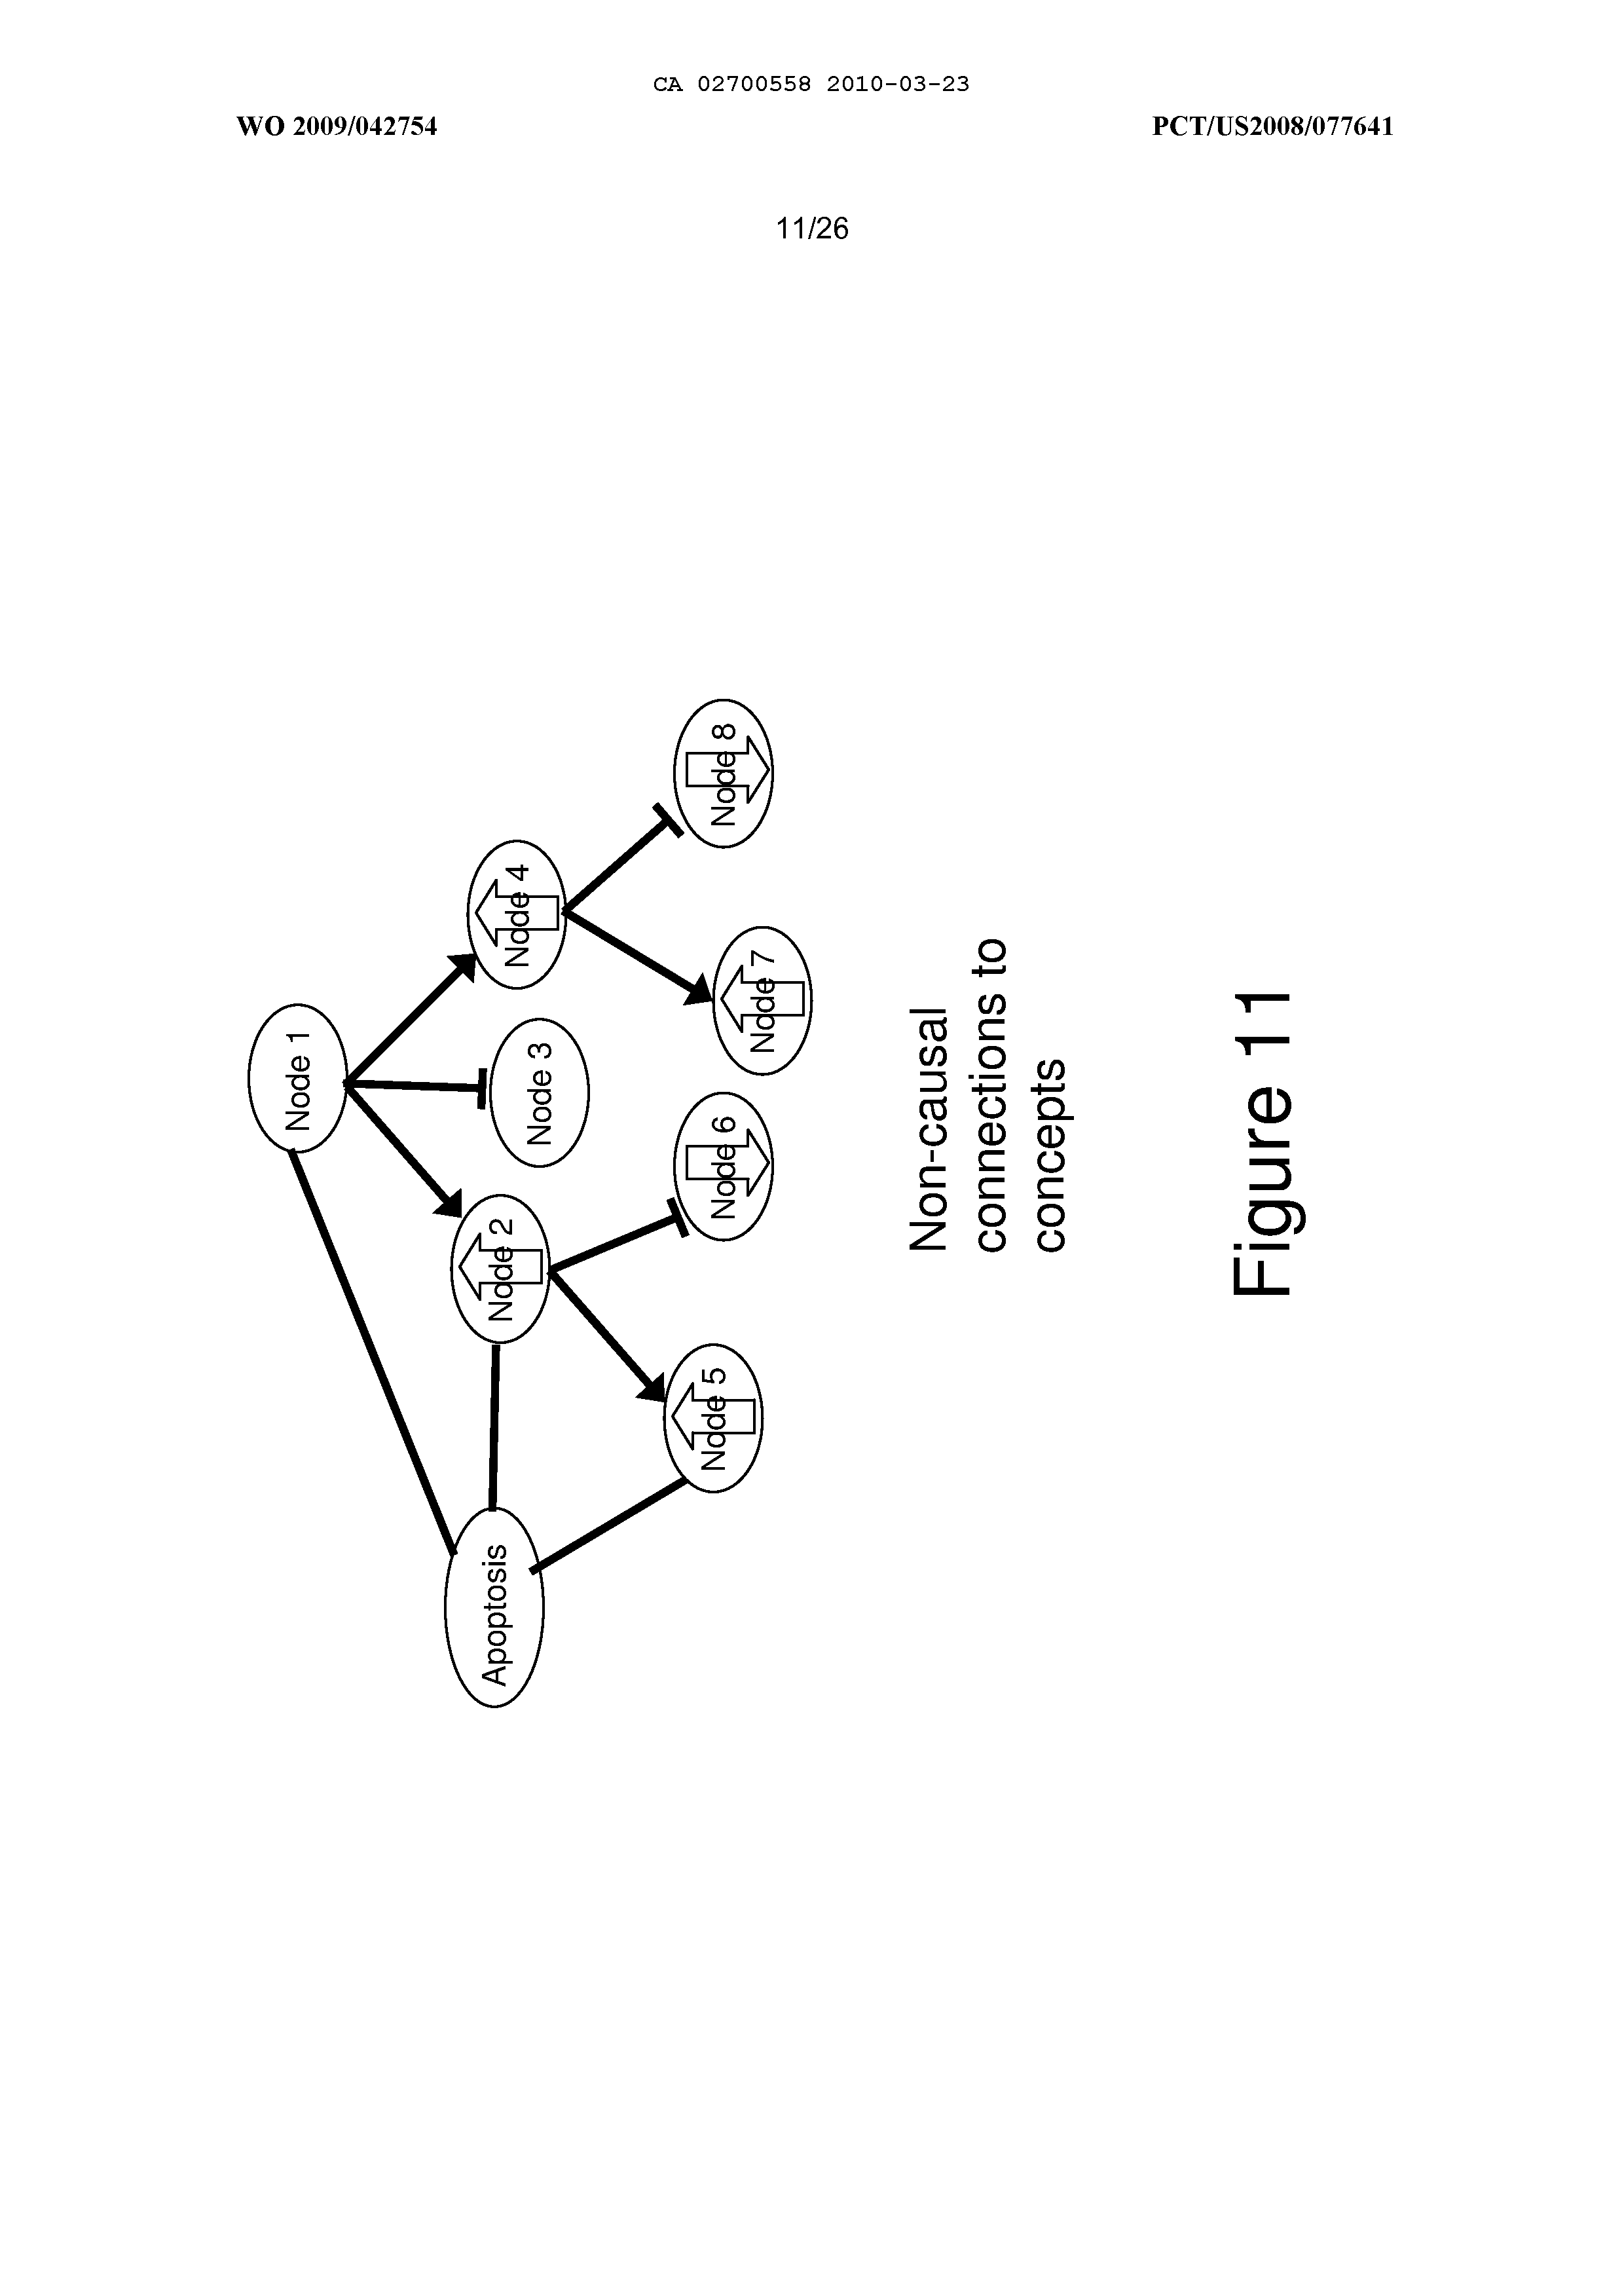 CA 02700558 2010-03-23
WO 2009/042754
PCT/US2008/077641
11/26
Node 1
Apoptosis
Node 2
Node 3
Node 4
Node 5
Node 6
Node 7
Node 8
Non-causal
connections to
concepts
Figure 11